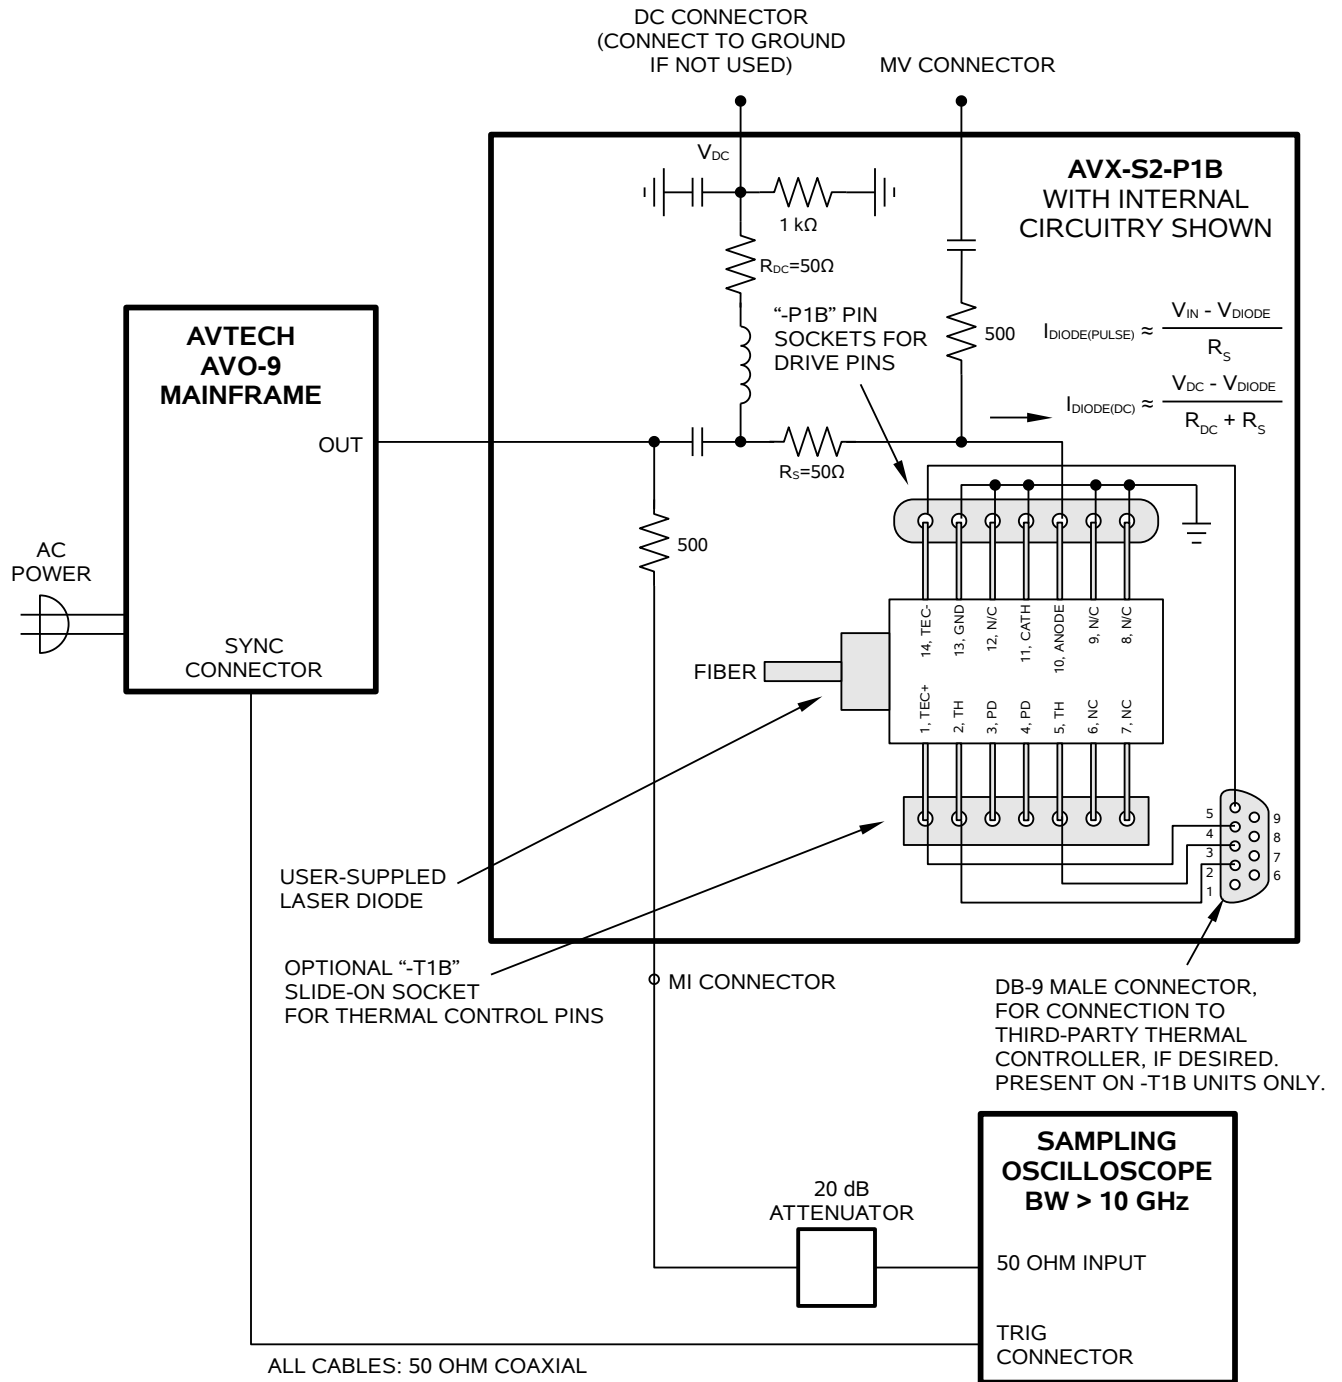 DC CONNECTOR
(CONNECT TO GROUND
IF NOT USED)
MV CONNECTOR
VDC
1 kΩ
RDC=50Ω
AVX-S2-P1B
WITH INTERNAL
CIRCUITRY SHOWN
"-P1B" PIN
SOCKETS FOR
DRIVE PINS
500
IDIODE(PULSE) ≈ VIN - VDIODE
RS
IDIODE(DC) ≈ VDC - VDIODE
RDC + RS
AVTECH
AVO-9
MAINFRAME
OUT
RS=50Ω
500
AC
POWER
SYNC
CONNECTOR
FIBER
14, TEC-
13, GND
12, N/C
11, CATH
10, ANODE
9, N/C
8, N/C
1, TEC+
2, TH
3, PD
4, PD
5, TH
6, NC
7, NC
5
4
3
2
1
9
8
7
6
USER-SUPPLED
LASER DIODE
OPTIONAL "-T1B"
SLIDE-ON SOCKET
FOR THERMAL CONTROL PINS
MI CONNECTOR
DB-9 MALE CONNECTOR,
FOR CONNECTION TO
THIRD-PARTY THERMAL
CONTROLLER, IF DESIRED.
PRESENT ON -T1B UNITS ONLY.
SAMPLING
OSCILLOSCOPE
BW > 10 GHz
20 dB
ATTENUATOR
50 OHM INPUT
TRIG
CONNECTOR
ALL CABLES: 50 OHM COAXIAL